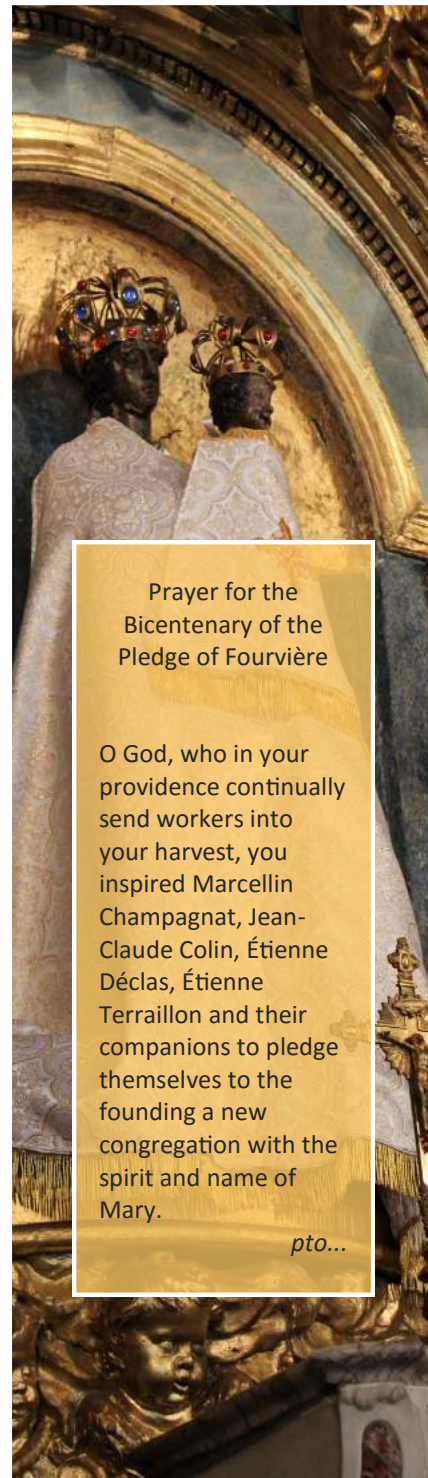 Prayer for the
Bicentenary of the
Pledge of Fourvière
O God, who in your
providence continually
send workers into
your harvest, you
inspired Marcellin
Champagnat, Jean-
Claude Colin, Étienne
Déclas, Étienne
Terraillon and their
companions to pledge
themselves to the
founding a new
congregation with the
spirit and name of
Mary.
pto...